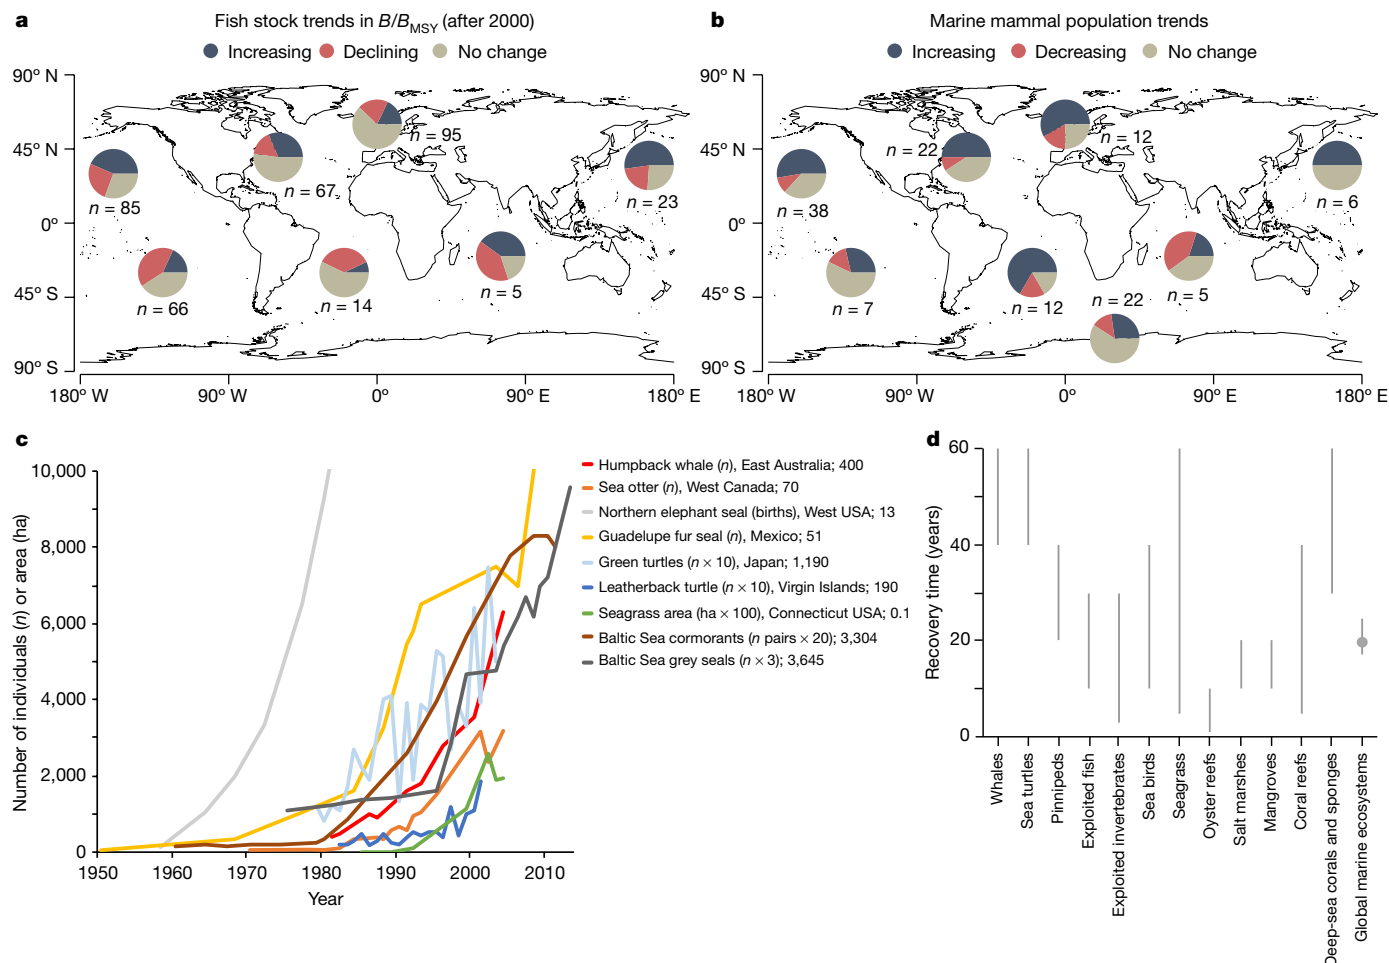 a
Fish stock trends in B/BMSY (after 2000)
Increasing Declining No change
90° N
45° N
0°
45° S
90° S
180° W 90° W 0° 90° E 180° E
n = 95
n = 67
n = 85
n = 23
n = 66
n = 14
n = 5
b
Marine mammal population trends
Increasing Decreasing No change
n = 12
n = 22
n = 38
n = 6
n = 7
n = 12
n = 22
n = 5
90° N
45° N
0°
45° S
90° S
180° W 90° W 0° 90° E 180° E
c
Number of individuals (n) or area (ha)
10,000
8,000
6,000
4,000
2,000
0
1950 1960 1970 1980 1990 2000 2010
Year
Humpback whale (n), East Australia; 400
Sea otter (n), West Canada; 70
Northern elephant seal (births), West USA; 13
Guadelupe fur seal (n), Mexico; 51
Green turtles (n × 10), Japan; 1,190
Leatherback turtle (n × 10), Virgin Islands; 190
Seagrass area (ha × 100), Connecticut USA; 0.1
Baltic Sea cormorants (n pairs × 20); 3,304
Baltic Sea grey seals (n × 3); 3,645
d
Recovery time (years)
60
40
20
0
Whales
Sea turtles
Pinnipeds
Exploited fish
Exploited invertebrates
Sea birds
Seagrass
Oyster reefs
Salt marshes
Mangroves
Coral reefs
Deep-sea corals and sponges
Global marine ecosystems